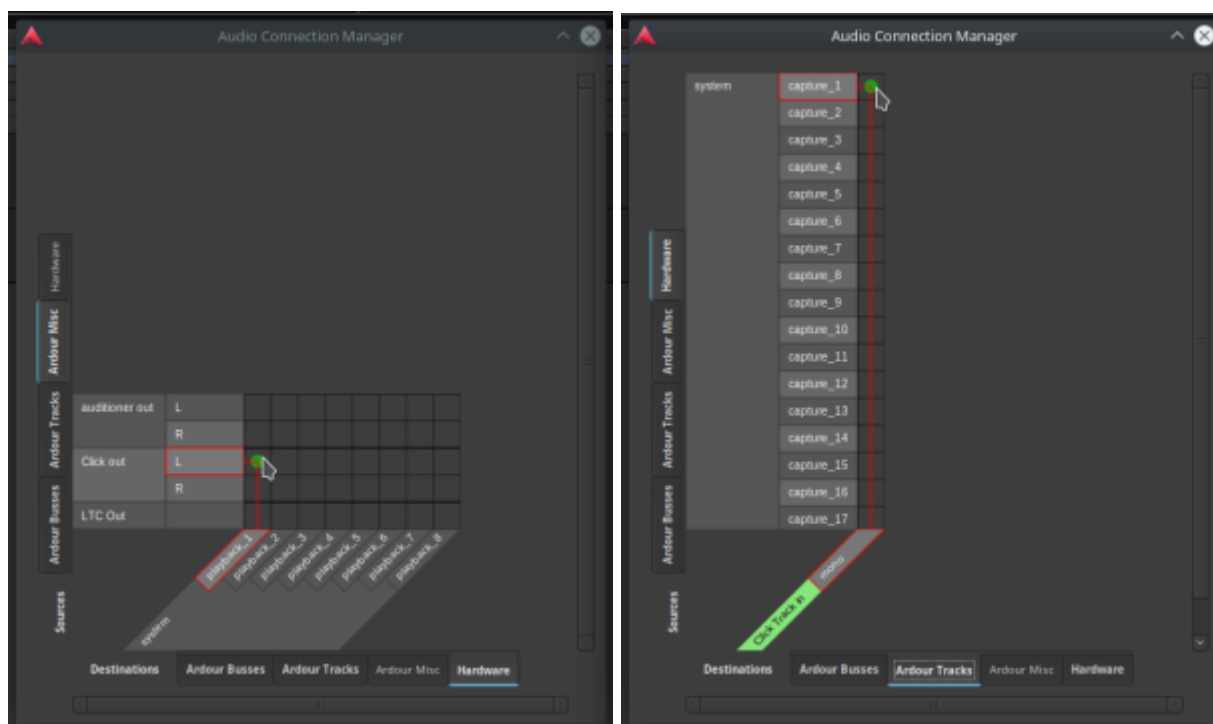 Audio Connection Manager
Hardware
Ardour Misc
Ardour Tracks
Ardour Busses
Sources
auditioner out
L
R
Click out
L
R
LTC Out
playback_1
playback_2
playback_3
playback_4
playback_5
playback_6
playback_7
playback_8
system
Destinations
Ardour Busses
Ardour Tracks
Ardour Misc
Hardware
Audio Connection Manager
system
capture_1
capture_2
capture_3
capture_4
capture_5
capture_6
capture_7
capture_8
capture_9
capture_10
capture_11
capture_12
capture_13
capture_14
capture_15
capture_16
capture_17
Hardware
Ardour Misc
Ardour Tracks
Ardour Busses
Sources
mono
Click Track in
Destinations
Ardour Busses
Ardour Tracks
Ardour Misc
Hardware